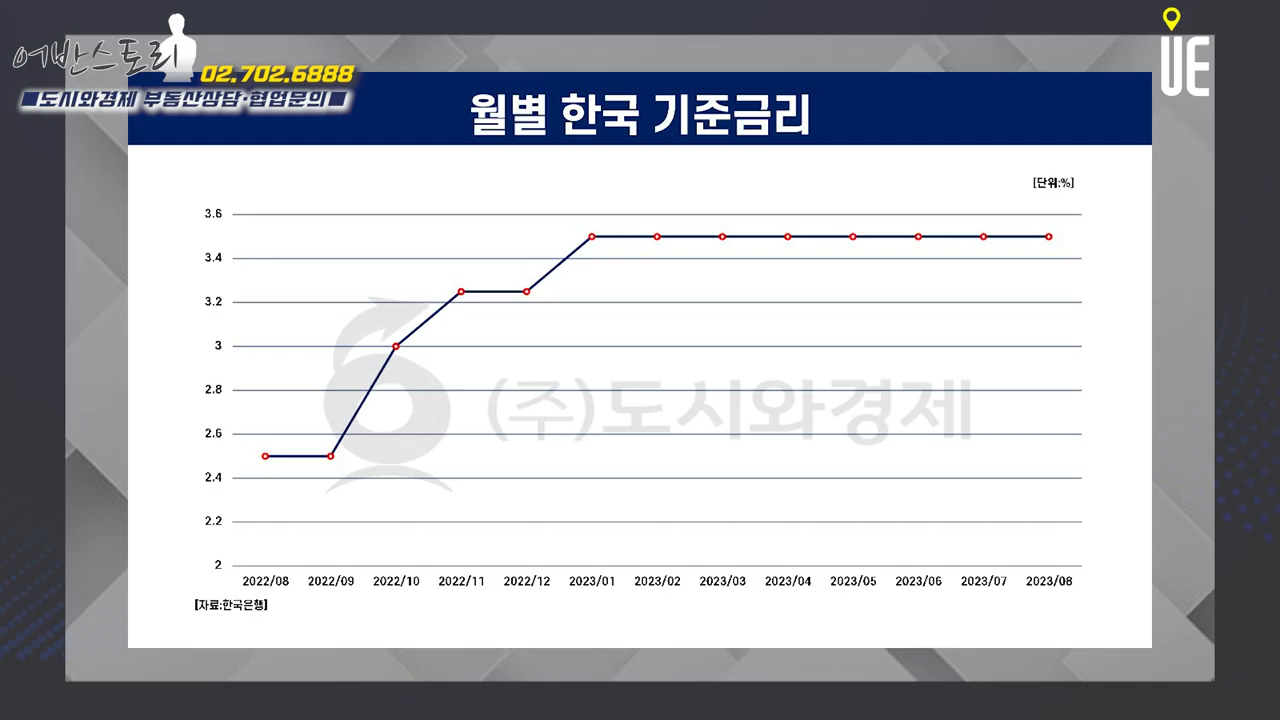 어반스토리
02.702.6888
■도시와경제 부동산상담·협업문의■
UE
월별 한국 기준금리
[단위:%]
3.6
3.4
3.2
3
2.8
2.6
2.4
2.2
2
(주)도시와경제
2022/08 2022/09 2022/10 2022/11 2022/12 2023/01 2023/02 2023/03 2023/04 2023/05 2023/06 2023/07 2023/08
[자료:한국은행]